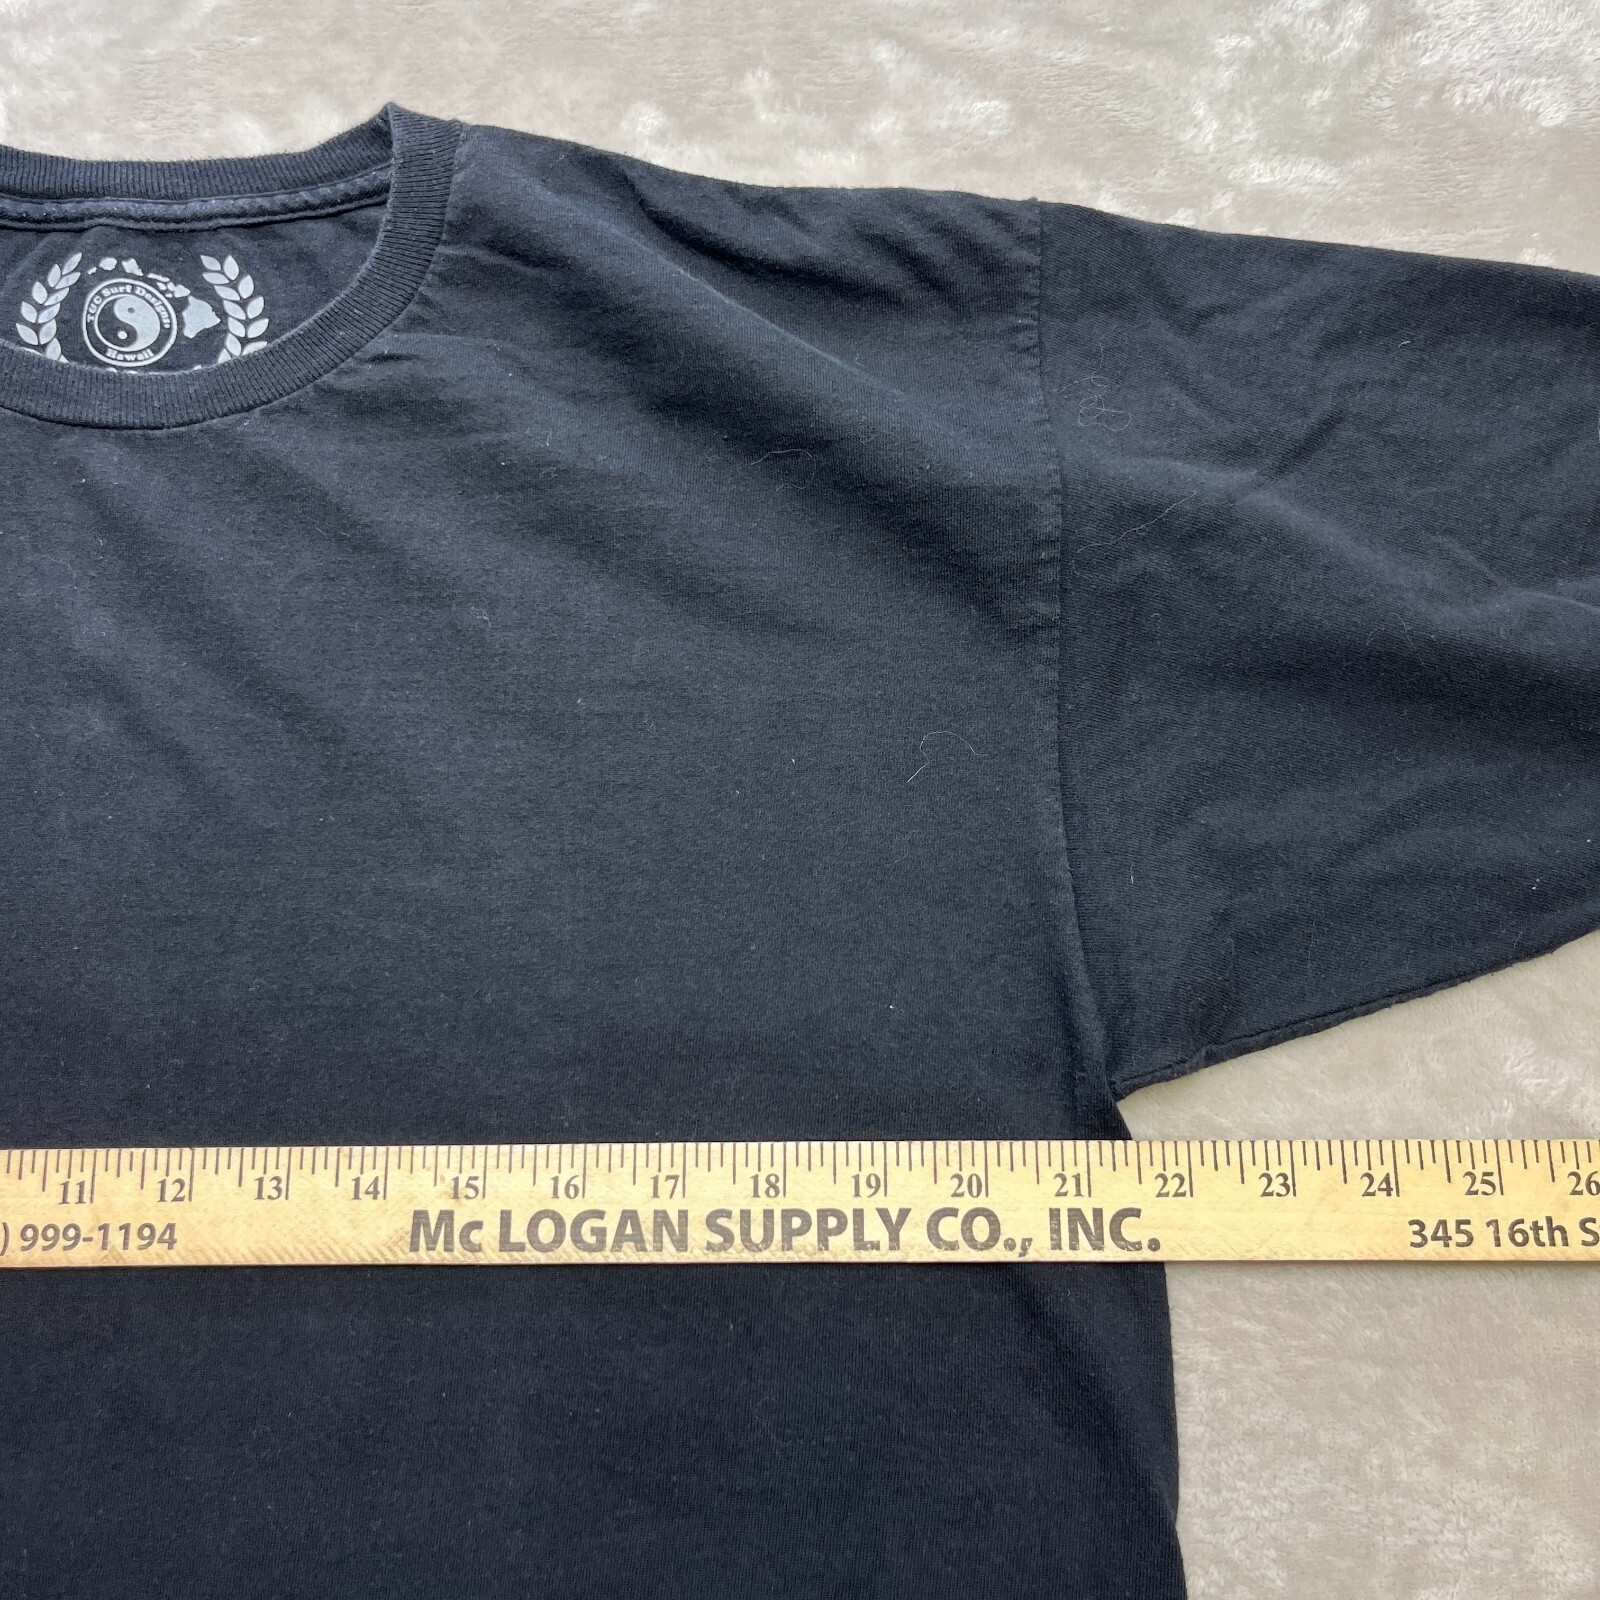 T&C Surf Designs
Hawaii
11 12 13 14 15 16 17 18 19 20 21 22 23 24 25 26
) 999-1194 Mc LOGAN SUPPLY CO., INC. 345 16th S